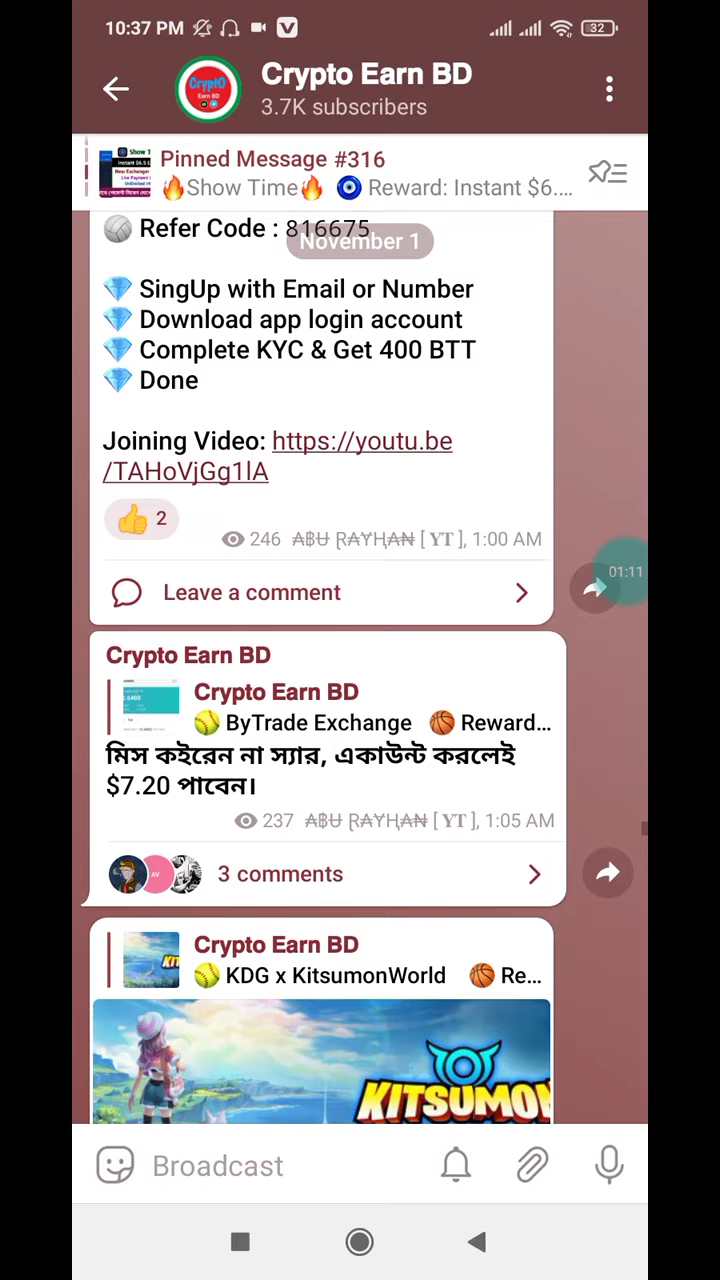 10:37 PM
32
Crypto Earn BD
3.7K subscribers
Crypto
Earn BD
Pinned Message #316
🔥Show Time🔥 🧿 Reward: Instant $6....
🏐 Refer Code : 816675
November 1
💎 SingUp with Email or Number
💎 Download app login account
💎 Complete KYC & Get 400 BTT
💎 Done
Joining Video: https://youtu.be
/TAHoVjGg1lA
👍 2
246 A̶B̶U̶ R̶A̶Y̶H̶A̶N̶ [ 𝐘𝐓 ], 1:00 AM
01:11
Leave a comment
Crypto Earn BD
Crypto Earn BD
🥎 ByTrade Exchange 🏀 Reward...
মিস কইরেন না স্যার, একাউন্ট করলেই
$7.20 পাবেন।
237 A̶B̶U̶ R̶A̶Y̶H̶A̶N̶ [ 𝐘𝐓 ], 1:05 AM
AV
3 comments
Crypto Earn BD
🥎 KDG x KitsumonWorld 🏀 Re...
KITSUMON
Broadcast